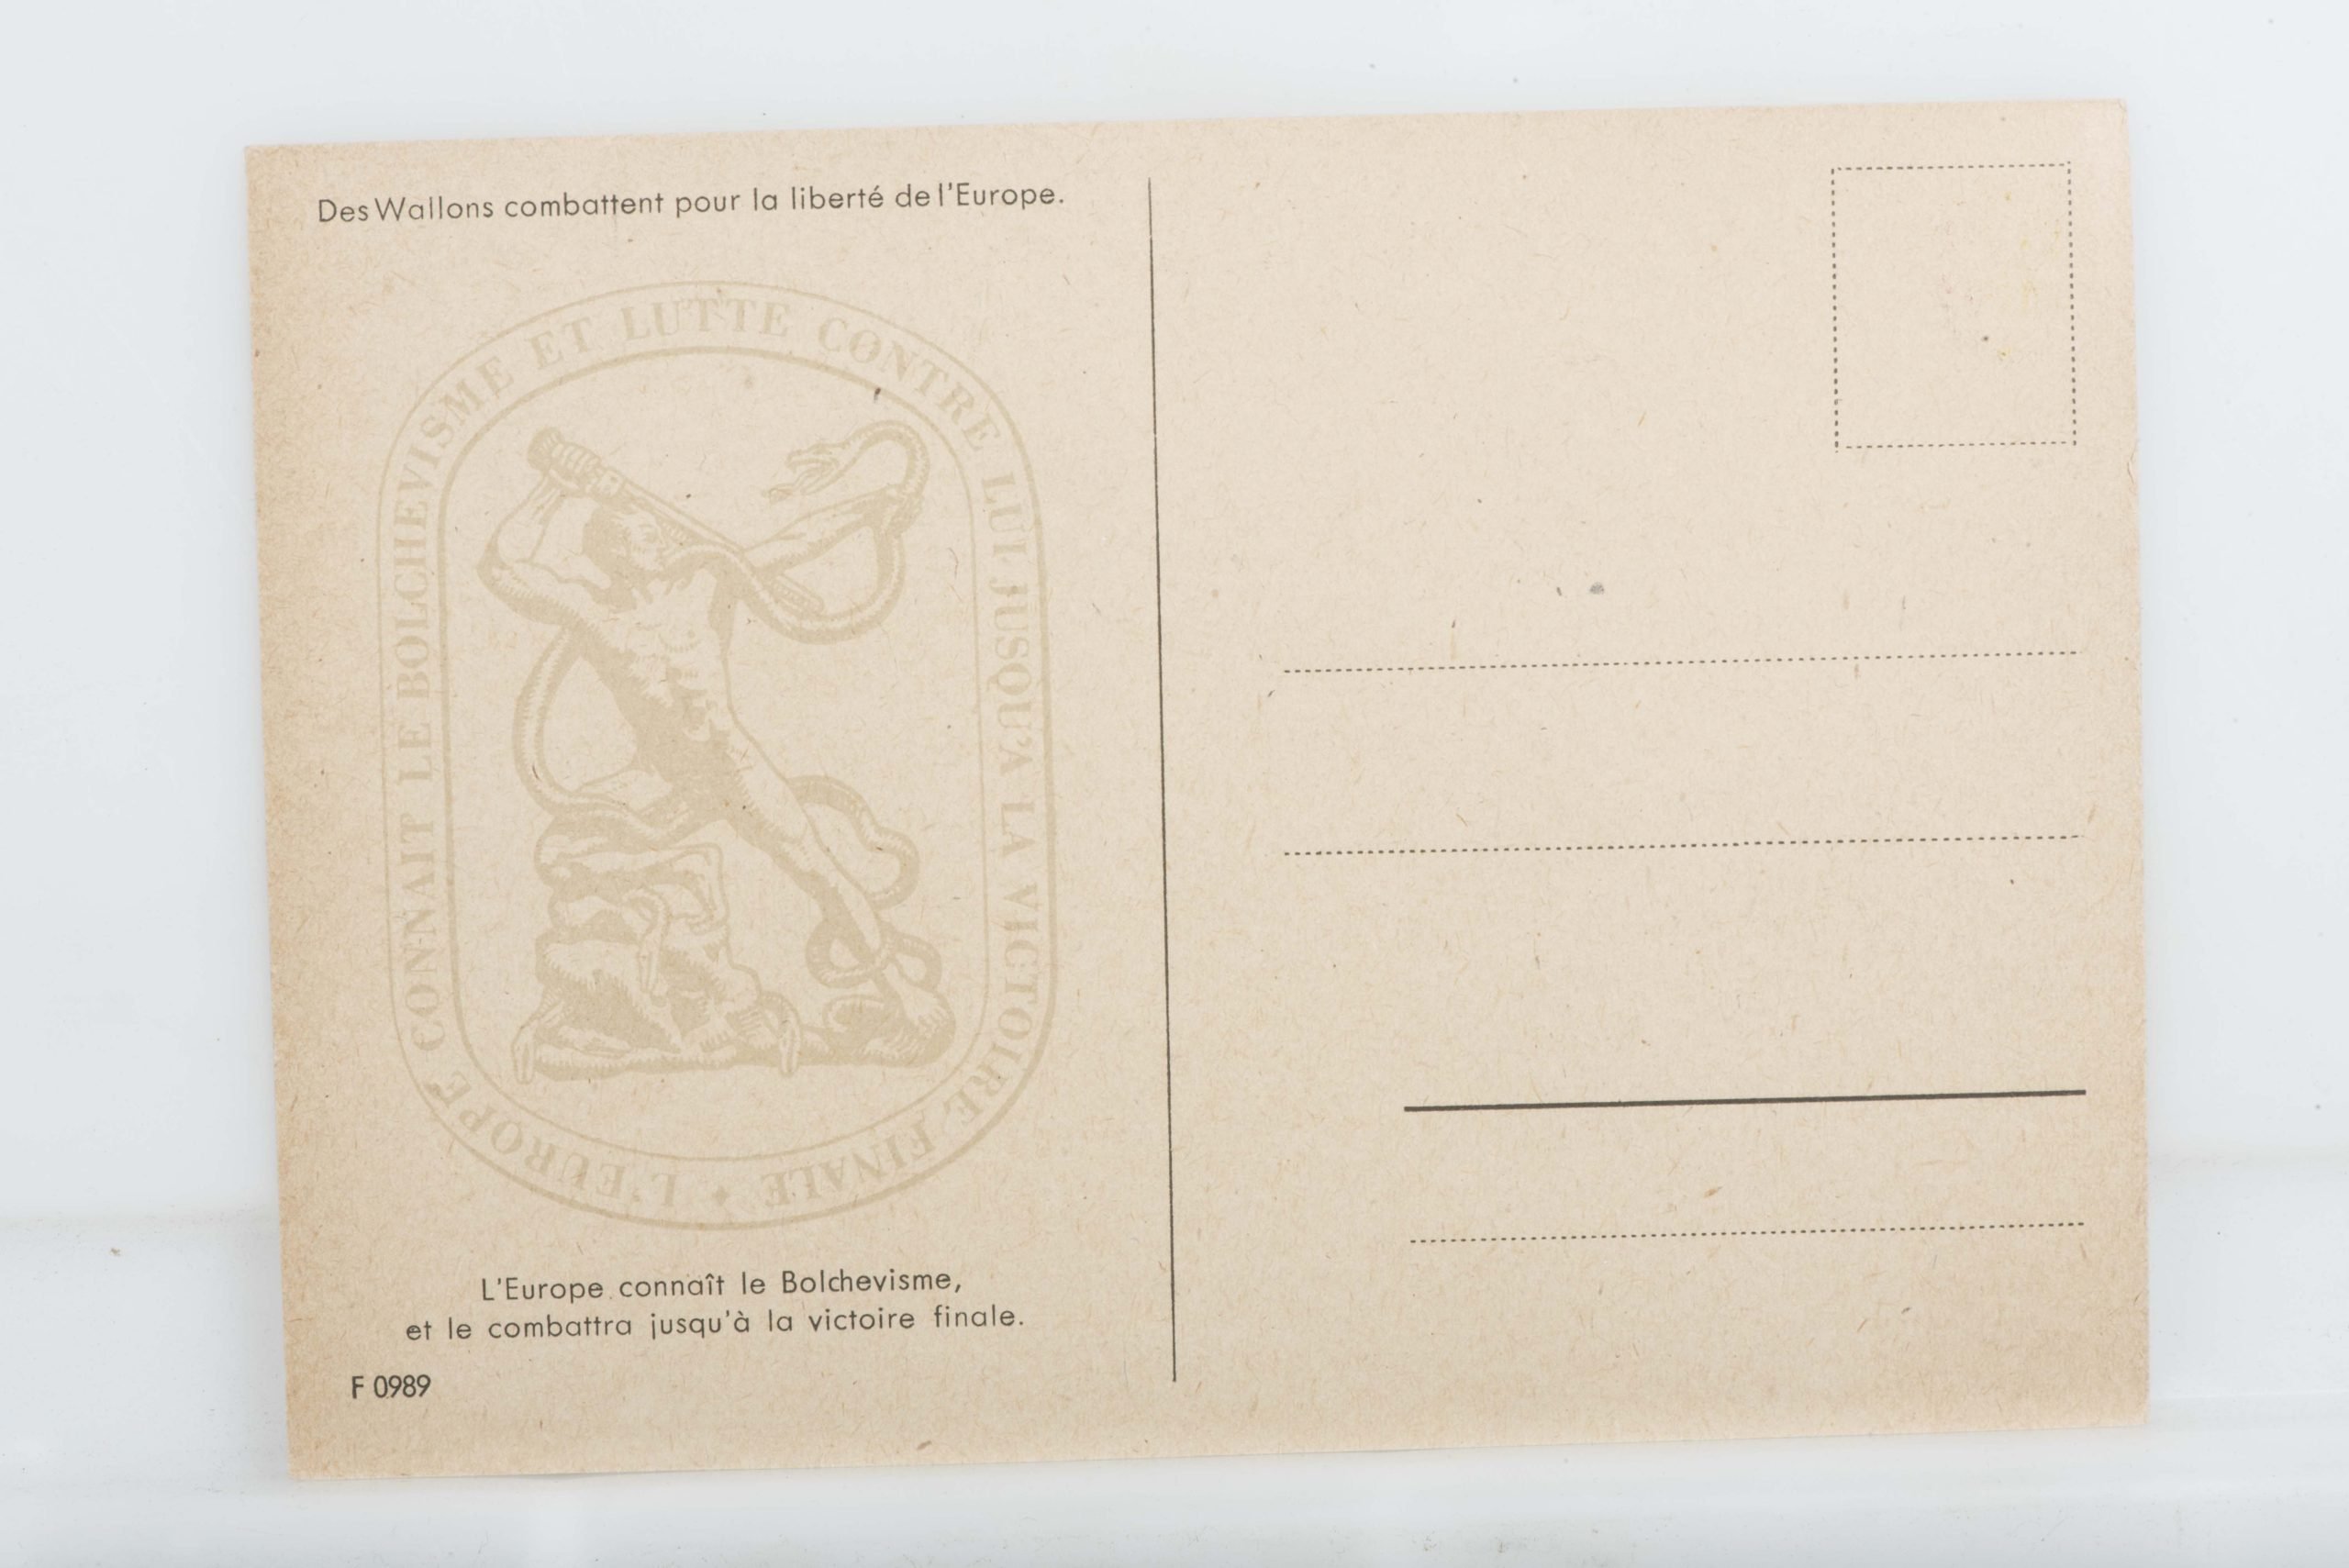 Des Wallons combattent pour la liberté de l'Europe.
L'EUROPE CONNAIT LE BOLCHEVISME ET LUTTE CONTRE LUI JUSQU'A LA VICTOIRE FINALE ✦
L'Europe connaît le Bolchevisme,
et le combattra jusqu'à la victoire finale.
F 0989